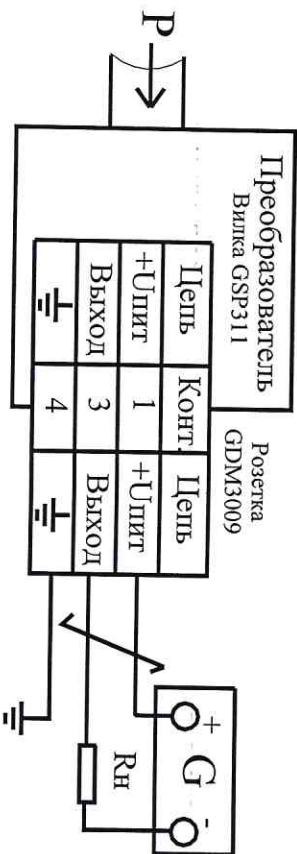 P
Преобразователь
Вилка GSP311
Розетка
GDM3009
Цепь Конт. Цепь
+Uпит 1 +Uпит
Выход 3 Выход
4
+ G -
Rн